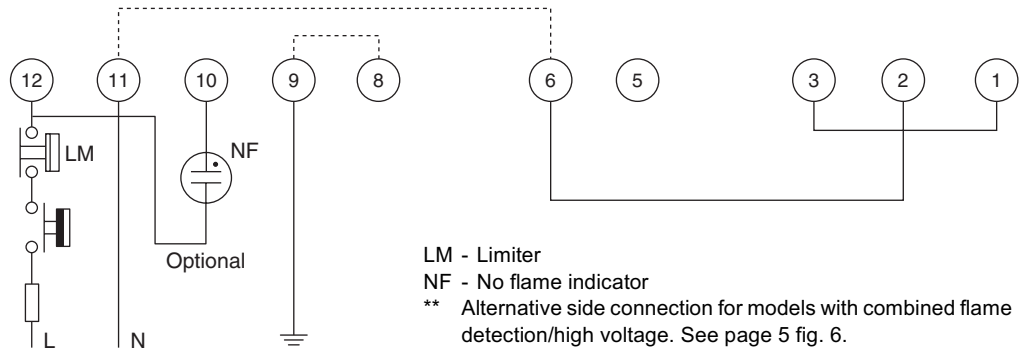 12 11 10 9 8 6 5 3 2 1
LM
NF
Optional
L N
LM - Limiter
NF - No flame indicator
** Alternative side connection for models with combined flame
detection/high voltage. See page 5 fig. 6.